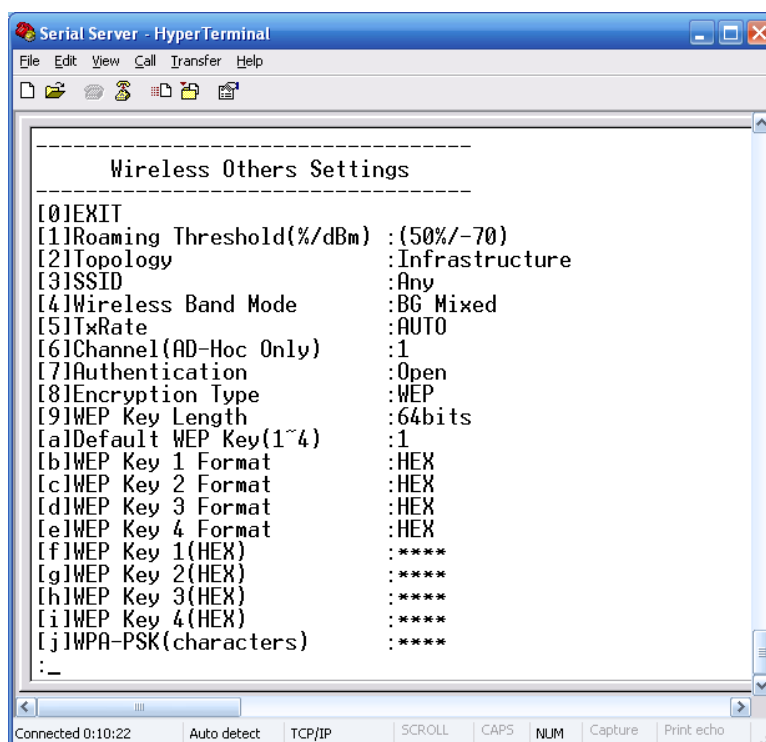 Serial Server - HyperTerminal
File Edit View Call Transfer Help
-----------------------------------
Wireless Others Settings
-----------------------------------
[0]EXIT
[1]Roaming Threshold(%/dBm) :(50%/-70)
[2]Topology :Infrastructure
[3]SSID :Any
[4]Wireless Band Mode :BG Mixed
[5]TxRate :AUTO
[6]Channel(AD-Hoc Only) :1
[7]Authentication :Open
[8]Encryption Type :WEP
[9]WEP Key Length :64bits
[a]Default WEP Key(1~4) :1
[b]WEP Key 1 Format :HEX
[c]WEP Key 2 Format :HEX
[d]WEP Key 3 Format :HEX
[e]WEP Key 4 Format :HEX
[f]WEP Key 1(HEX) :****
[g]WEP Key 2(HEX) :****
[h]WEP Key 3(HEX) :****
[i]WEP Key 4(HEX) :****
[j]WPA-PSK(characters) :****
:_
Connected 0:10:22 Auto detect TCP/IP SCROLL CAPS NUM Capture Print echo